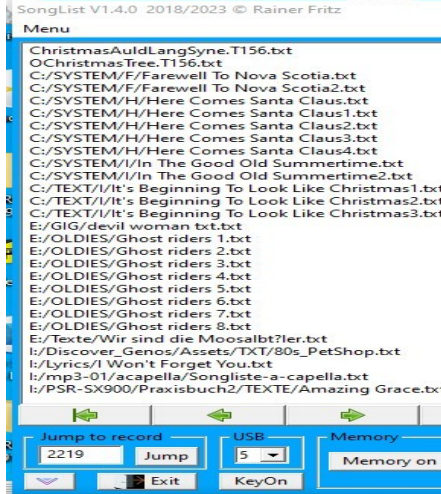 SongList V1.4.0 2018/2023 © Rainer Fritz
Menu
ChristmasAuldLangSyne.T156.txt
OChristmasTree.T156.txt
C:/SYSTEM/F/Farewell To Nova Scotia.txt
C:/SYSTEM/F/Farewell To Nova Scotia2.txt
C:/SYSTEM/H/Here Comes Santa Claus.txt
C:/SYSTEM/H/Here Comes Santa Claus1.txt
C:/SYSTEM/H/Here Comes Santa Claus2.txt
C:/SYSTEM/H/Here Comes Santa Claus3.txt
C:/SYSTEM/H/Here Comes Santa Claus4.txt
C:/SYSTEM/I/In The Good Old Summertime.txt
C:/SYSTEM/I/In The Good Old Summertime2.txt
C:/TEXT/I/It's Beginning To Look Like Christmas1.txt
C:/TEXT/I/It's Beginning To Look Like Christmas2.txt
C:/TEXT/I/It's Beginning To Look Like Christmas3.txt
E:/GIG/devil woman txt.txt
E:/OLDIES/Ghost riders 1.txt
E:/OLDIES/Ghost riders 2.txt
E:/OLDIES/Ghost riders 3.txt
E:/OLDIES/Ghost riders 4.txt
E:/OLDIES/Ghost riders 5.txt
E:/OLDIES/Ghost riders 6.txt
E:/OLDIES/Ghost riders 7.txt
E:/OLDIES/Ghost riders 8.txt
E:/Texte/Wir sind die Moosalbt?ler.txt
I:/Discover_Genos/Assets/TXT/80s_PetShop.txt
I:/Lyrics/I Won't Forget You.txt
I:/mp3-01/acapella/Songliste-a-capella.txt
I:/PSR-SX900/Praxisbuch2/TEXTE/Amazing Grace.txt
Jump to record USB Memory
2219 Jump 5 Memory on
Exit KeyOn